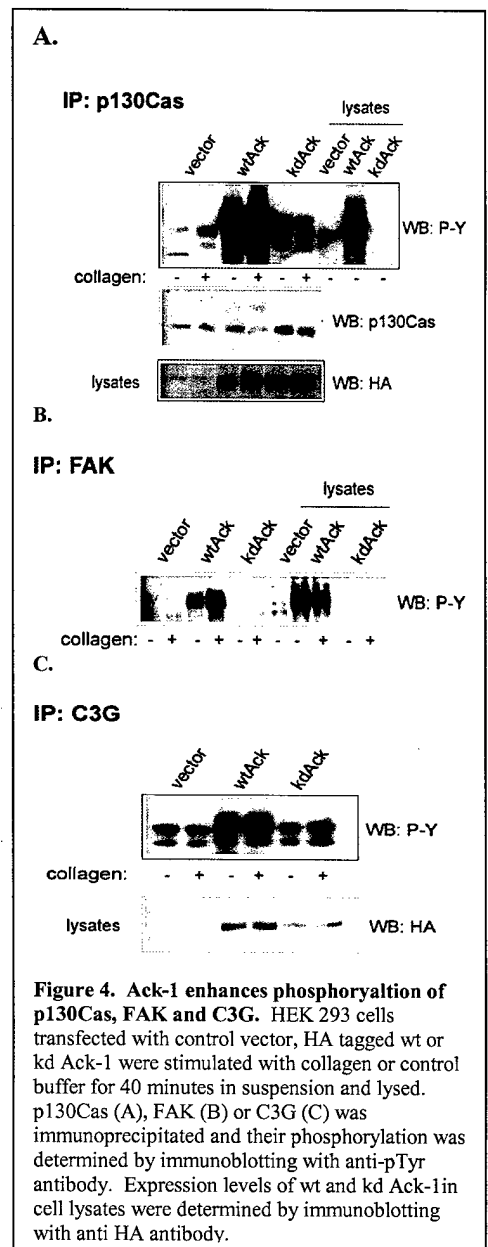 A.
IP: p130Cas
lysates
vector wtAck kdAck vector wtAck kdAck
WB: P-Y
collagen: - + - + - + - - -
WB: p130Cas
lysates WB: HA
B.
IP: FAK
lysates
vector wtAck kdAck vector wtAck kdAck
WB: P-Y
collagen: - + - + - + - - + - +
C.
IP: C3G
vector wtAck kdAck
WB: P-Y
collagen: - + - + - +
lysates WB: HA
Figure 4. Ack-1 enhances phosphoryaltion of
p130Cas, FAK and C3G. HEK 293 cells
transfected with control vector, HA tagged wt or
kd Ack-1 were stimulated with collagen or control
buffer for 40 minutes in suspension and lysed.
p130Cas (A), FAK (B) or C3G (C) was
immunoprecipitated and their phosphorylation was
determined by immunoblotting with anti-pTyr
antibody. Expression levels of wt and kd Ack-1in
cell lysates were determined by immunoblotting
with anti HA antibody.